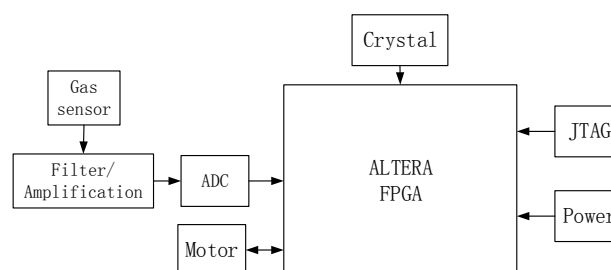 Crystal
Gas
sensor
JTAG
Filter/
Amplification
ADC
ALTERA
FPGA
Power
Motor